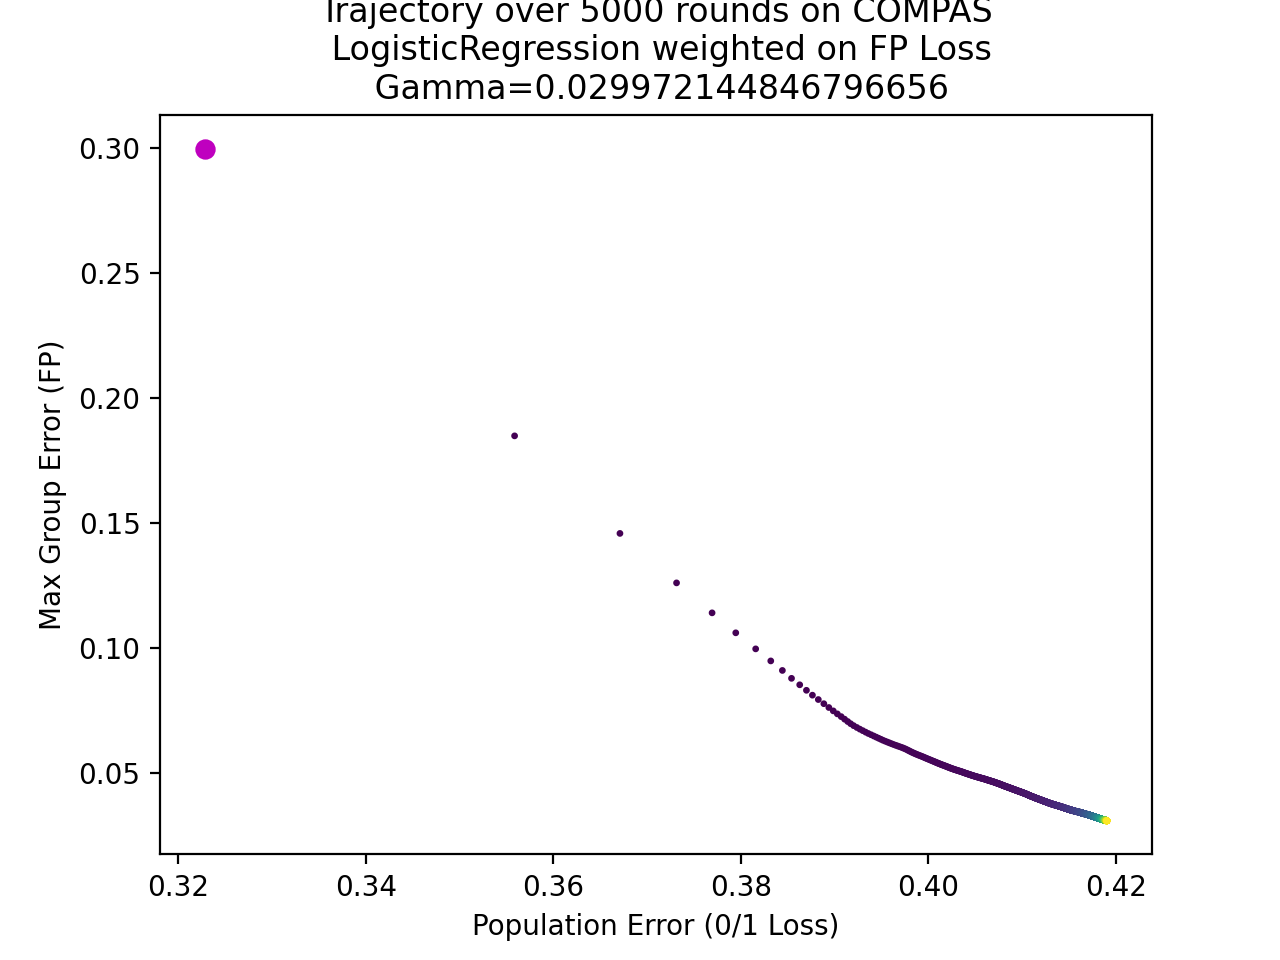 Trajectory over 5000 rounds on COMPAS
LogisticRegression weighted on FP Loss
Gamma=0.029972144846796656
0.30
0.25
0.20
0.15
0.10
0.05
Max Group Error (FP)
0.32 0.34 0.36 0.38 0.40 0.42
Population Error (0/1 Loss)